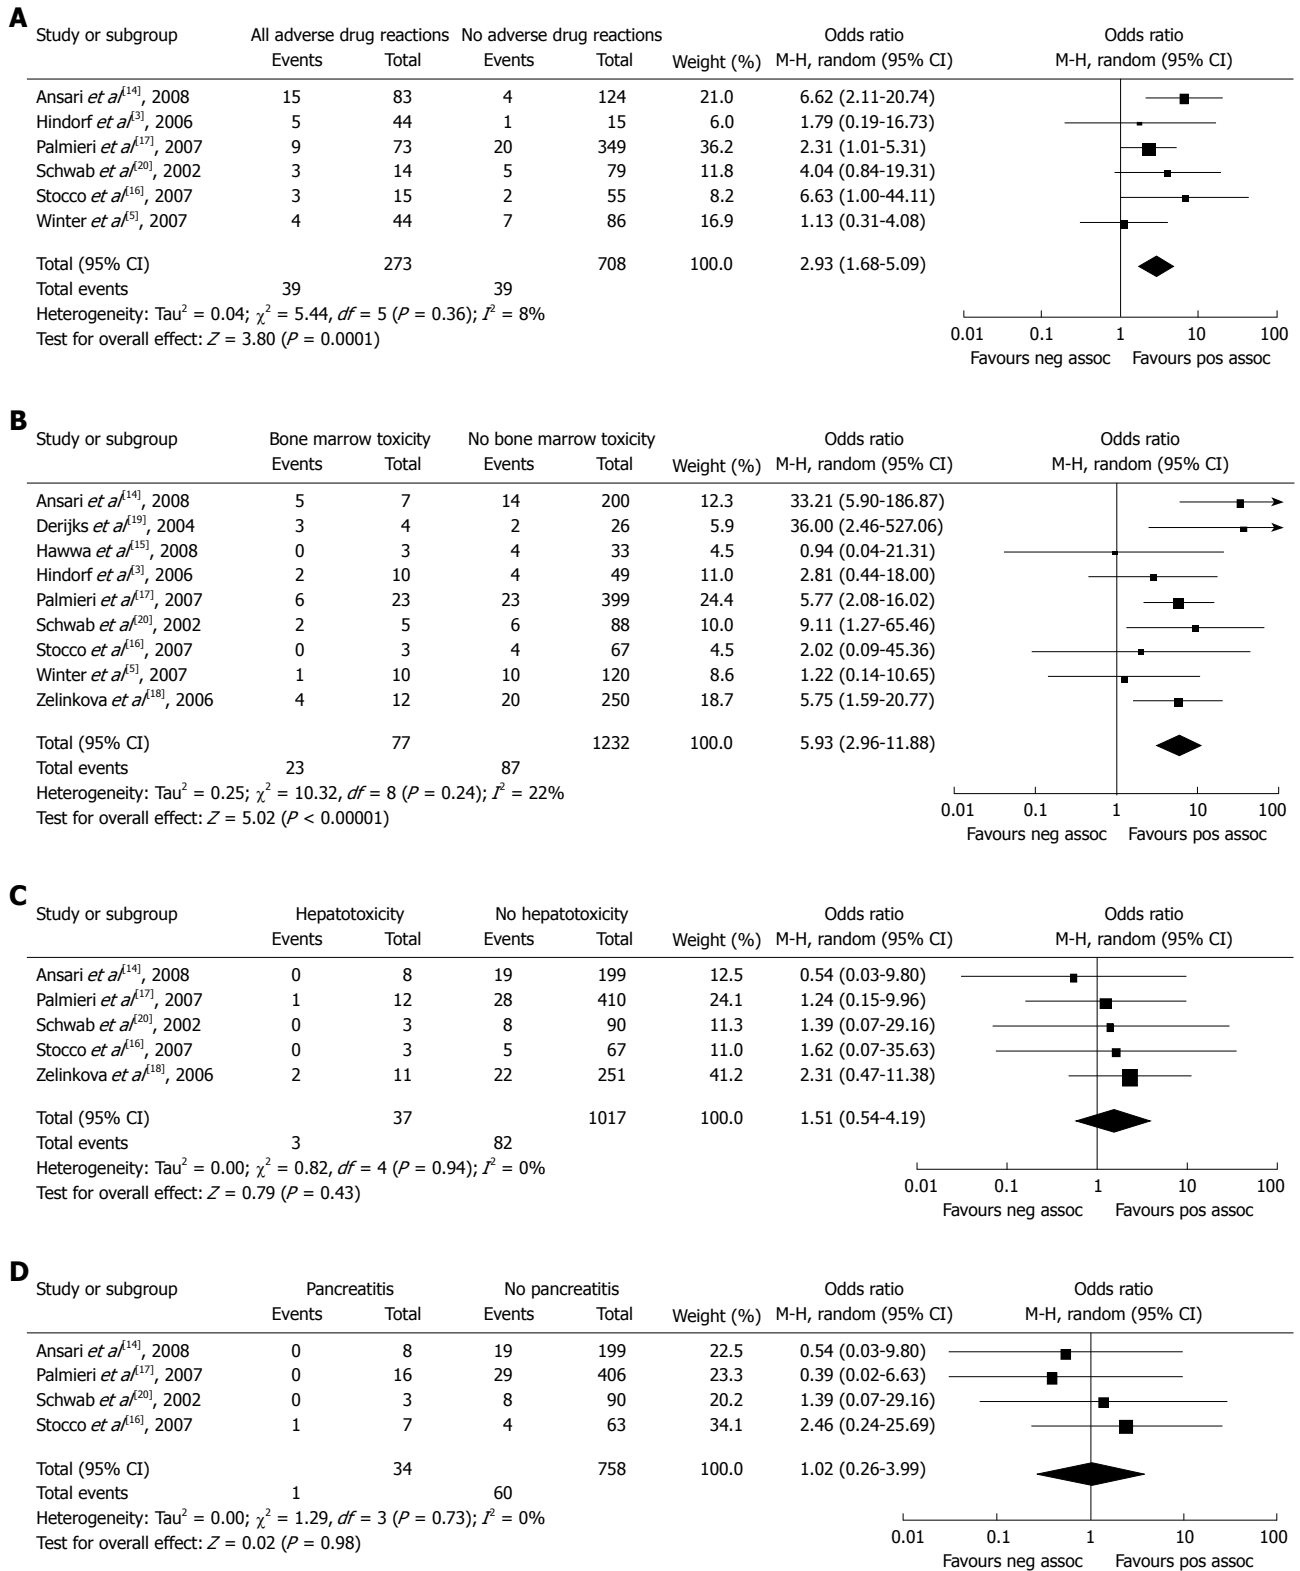 A
Study or subgroup All adverse drug reactions No adverse drug reactions Odds ratio Odds ratio
Events Total Events Total Weight (%) M-H, random (95% CI) M-H, random (95% CI)
Ansari et al[14], 2008 15 83 4 124 21.0 6.62 (2.11-20.74)
Hindorf et al[3], 2006 5 44 1 15 6.0 1.79 (0.19-16.73)
Palmieri et al[17], 2007 9 73 20 349 36.2 2.31 (1.01-5.31)
Schwab et al[20], 2002 3 14 5 79 11.8 4.04 (0.84-19.31)
Stocco et al[16], 2007 3 15 2 55 8.2 6.63 (1.00-44.11)
Winter et al[5], 2007 4 44 7 86 16.9 1.13 (0.31-4.08)
Total (95% CI) 273 708 100.0 2.93 (1.68-5.09)
Total events 39 39
Heterogeneity: Tau² = 0.04; χ² = 5.44, df = 5 (P = 0.36); I² = 8%
Test for overall effect: Z = 3.80 (P = 0.0001)
0.01 0.1 1 10 100
Favours neg assoc Favours pos assoc
B
Study or subgroup Bone marrow toxicity No bone marrow toxicity Odds ratio Odds ratio
Events Total Events Total Weight (%) M-H, random (95% CI) M-H, random (95% CI)
Ansari et al[14], 2008 5 7 14 200 12.3 33.21 (5.90-186.87)
Derijks et al[19], 2004 3 4 2 26 5.9 36.00 (2.46-527.06)
Hawwa et al[15], 2008 0 3 4 33 4.5 0.94 (0.04-21.31)
Hindorf et al[3], 2006 2 10 4 49 11.0 2.81 (0.44-18.00)
Palmieri et al[17], 2007 6 23 23 399 24.4 5.77 (2.08-16.02)
Schwab et al[20], 2002 2 5 6 88 10.0 9.11 (1.27-65.46)
Stocco et al[16], 2007 0 3 4 67 4.5 2.02 (0.09-45.36)
Winter et al[5], 2007 1 10 10 120 8.6 1.22 (0.14-10.65)
Zelinkova et al[18], 2006 4 12 20 250 18.7 5.75 (1.59-20.77)
Total (95% CI) 77 1232 100.0 5.93 (2.96-11.88)
Total events 23 87
Heterogeneity: Tau² = 0.25; χ² = 10.32, df = 8 (P = 0.24); I² = 22%
Test for overall effect: Z = 5.02 (P < 0.00001)
0.01 0.1 1 10 100
Favours neg assoc Favours pos assoc
C
Study or subgroup Hepatotoxicity No hepatotoxicity Odds ratio Odds ratio
Events Total Events Total Weight (%) M-H, random (95% CI) M-H, random (95% CI)
Ansari et al[14], 2008 0 8 19 199 12.5 0.54 (0.03-9.80)
Palmieri et al[17], 2007 1 12 28 410 24.1 1.24 (0.15-9.96)
Schwab et al[20], 2002 0 3 8 90 11.3 1.39 (0.07-29.16)
Stocco et al[16], 2007 0 3 5 67 11.0 1.62 (0.07-35.63)
Zelinkova et al[18], 2006 2 11 22 251 41.2 2.31 (0.47-11.38)
Total (95% CI) 37 1017 100.0 1.51 (0.54-4.19)
Total events 3 82
Heterogeneity: Tau² = 0.00; χ² = 0.82, df = 4 (P = 0.94); I² = 0%
Test for overall effect: Z = 0.79 (P = 0.43)
0.01 0.1 1 10 100
Favours neg assoc Favours pos assoc
D
Study or subgroup Pancreatitis No pancreatitis Odds ratio Odds ratio
Events Total Events Total Weight (%) M-H, random (95% CI) M-H, random (95% CI)
Ansari et al[14], 2008 0 8 19 199 22.5 0.54 (0.03-9.80)
Palmieri et al[17], 2007 0 16 29 406 23.3 0.39 (0.02-6.63)
Schwab et al[20], 2002 0 3 8 90 20.2 1.39 (0.07-29.16)
Stocco et al[16], 2007 1 7 4 63 34.1 2.46 (0.24-25.69)
Total (95% CI) 34 758 100.0 1.02 (0.26-3.99)
Total events 1 60
Heterogeneity: Tau² = 0.00; χ² = 1.29, df = 3 (P = 0.73); I² = 0%
Test for overall effect: Z = 0.02 (P = 0.98)
0.01 0.1 1 10 100
Favours neg assoc Favours pos assoc